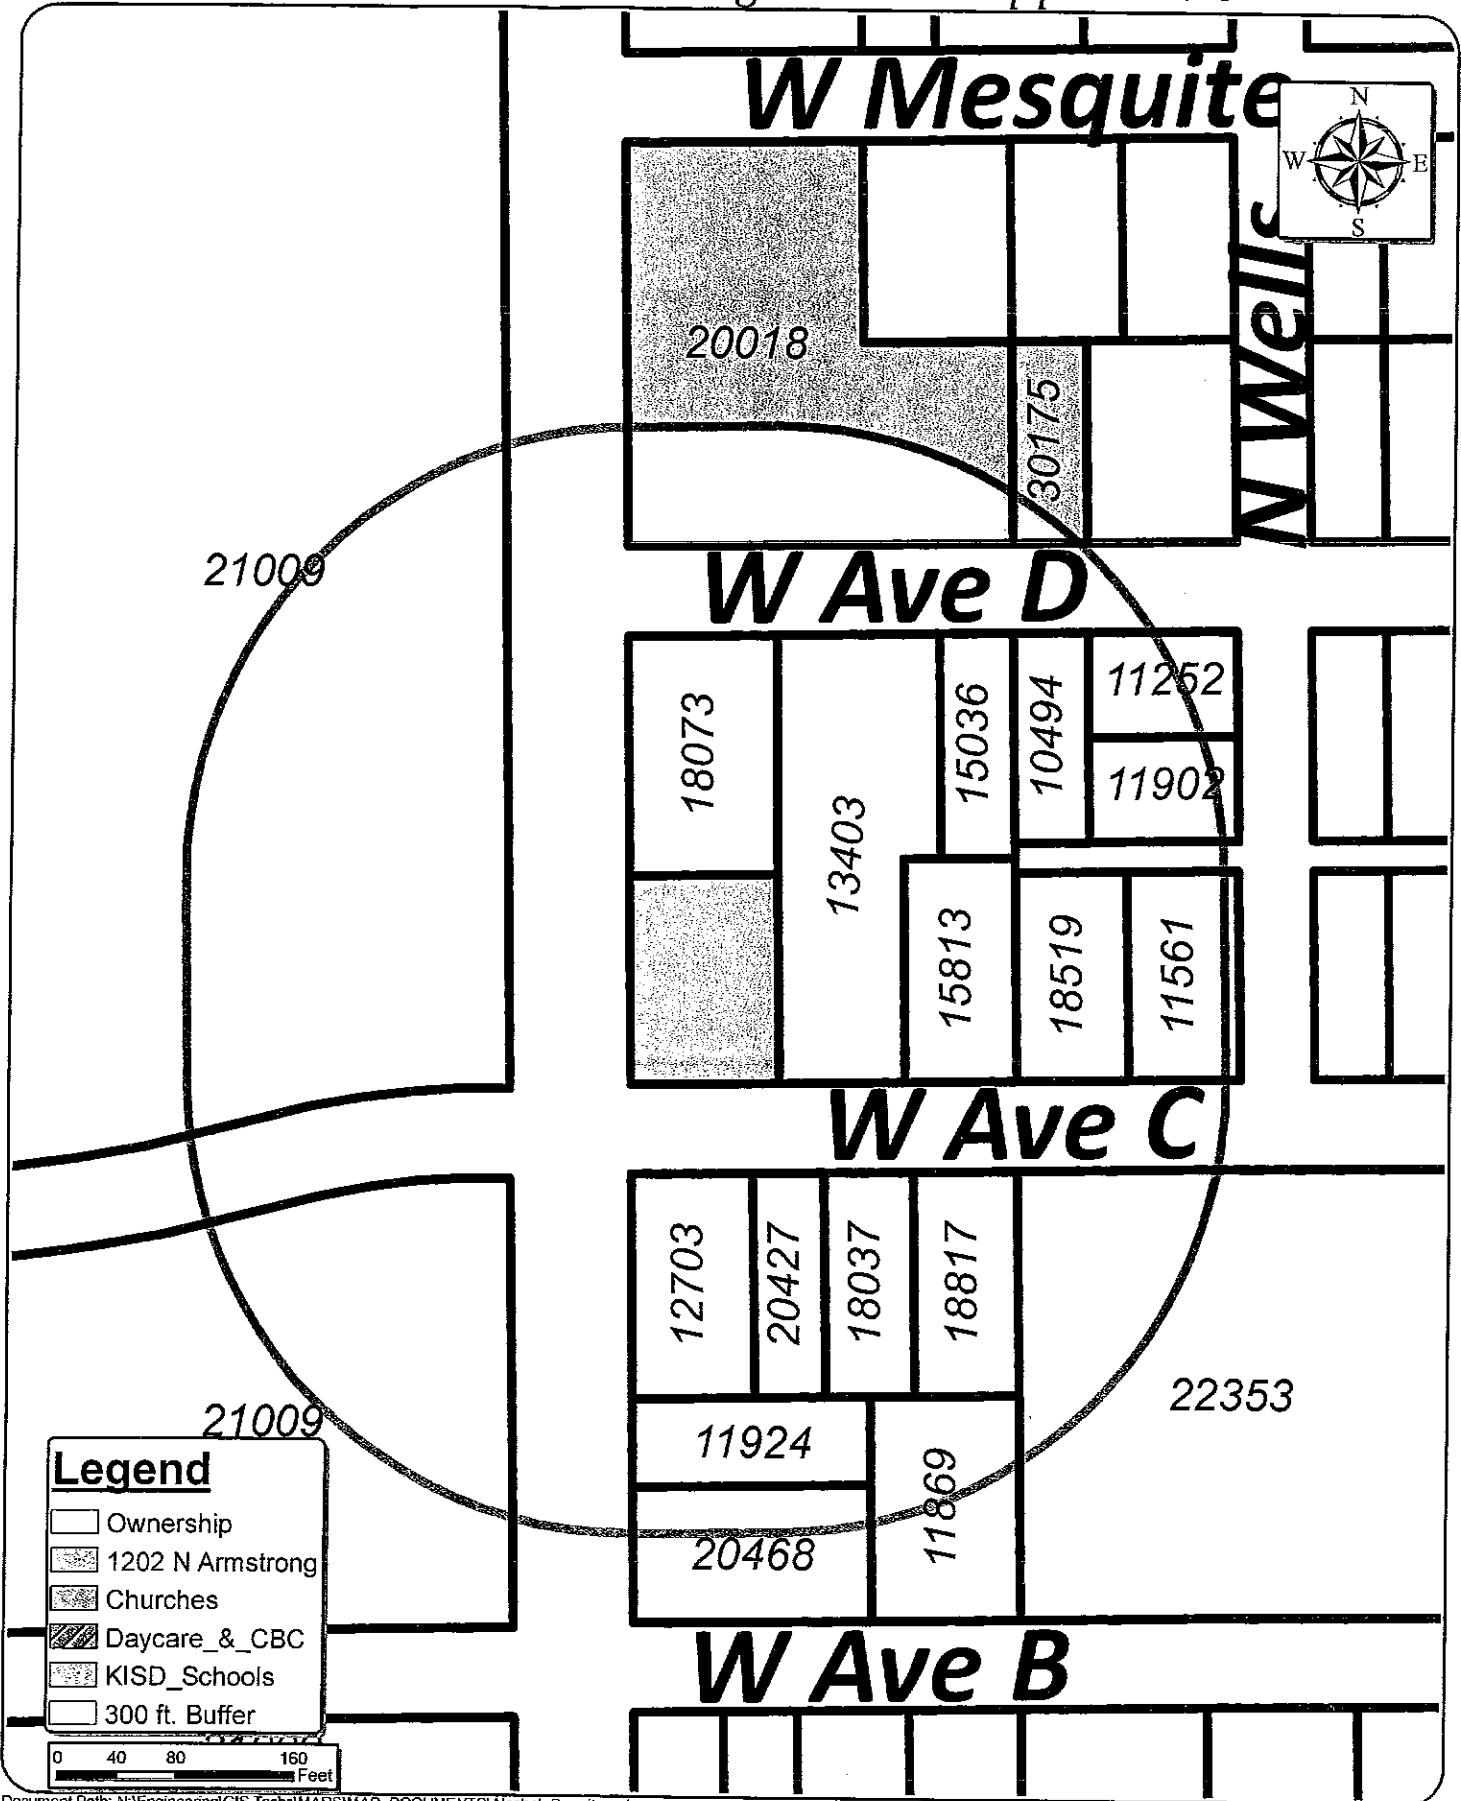 W Mesquite
N
W E
S
N Wells
20018
30175
21009
W Ave D
18073
13403
15036
10494
11252
11902
15813
18519
11561
W Ave C
12703
20427
18037
18817
22353
21009
11924
11869
20468
W Ave B
Legend
Ownership
1202 N Armstrong
Churches
Daycare_&_CBC
KISD_Schools
300 ft. Buffer
0 40 80 160
Feet